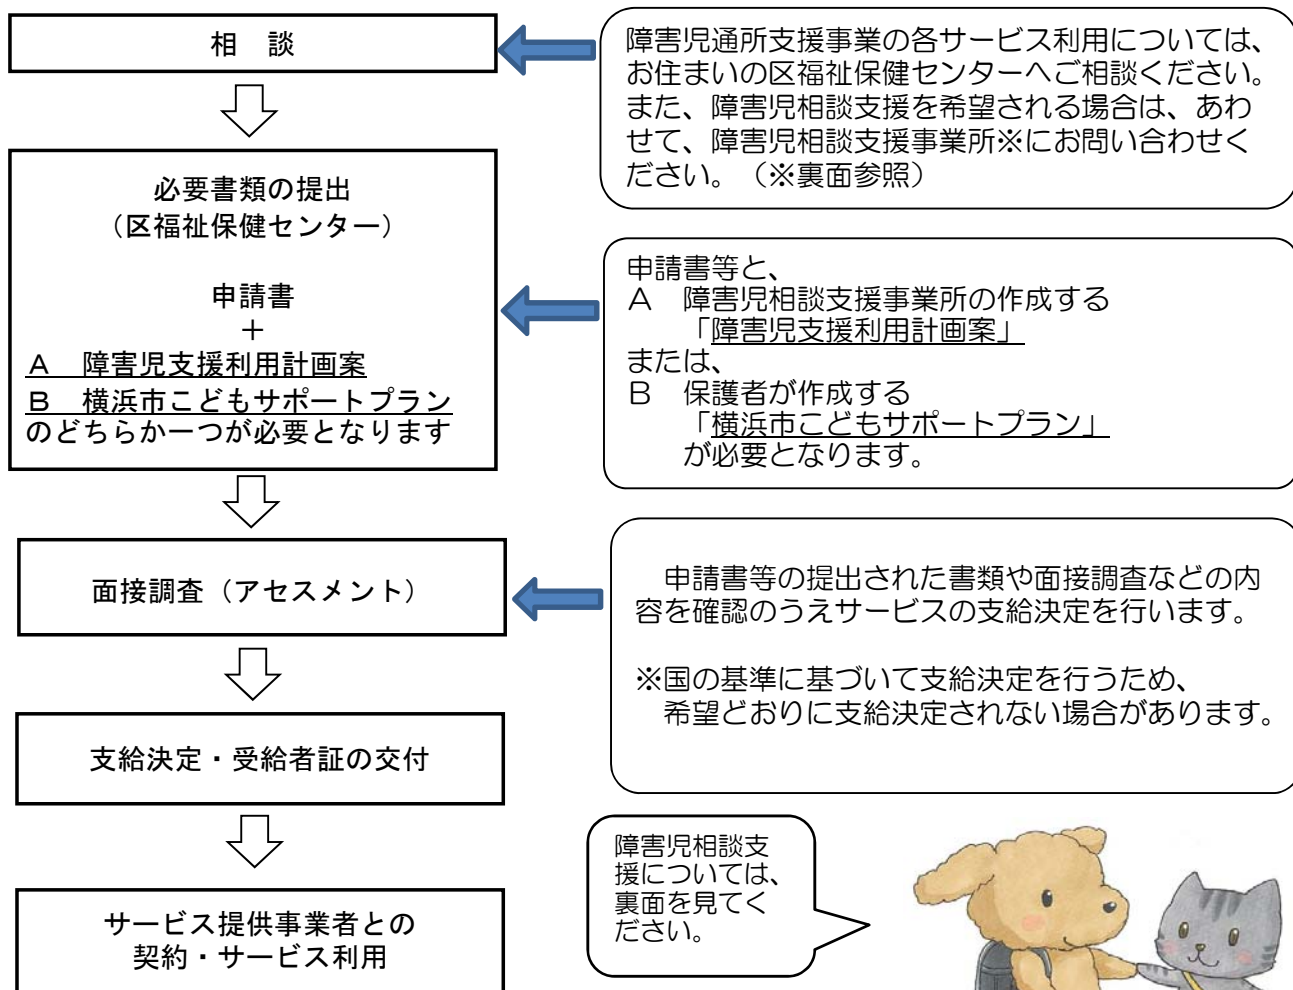 相　談
障害児通所支援事業の各サービス利用については、
お住まいの区福祉保健センターへご相談ください。
また、障害児相談支援を希望される場合は、あわ
せて、障害児相談支援事業所※にお問い合わせく
ださい。（※裏面参照）
必要書類の提出
（区福祉保健センター）
申請書
＋
Ａ　障害児支援利用計画案
Ｂ　横浜市こどもサポートプラン
のどちらか一つが必要となります
申請書等と、
Ａ　障害児相談支援事業所の作成する
「障害児支援利用計画案」
または、
Ｂ　保護者が作成する
「横浜市こどもサポートプラン」
が必要となります。
面接調査（アセスメント）
申請書等の提出された書類や面接調査などの内
容を確認のうえサービスの支給決定を行います。
※国の基準に基づいて支給決定を行うため、
希望どおりに支給決定されない場合があります。
支給決定・受給者証の交付
サービス提供事業者との
契約・サービス利用
障害児相談支
援については、
裏面を見てく
ださい。